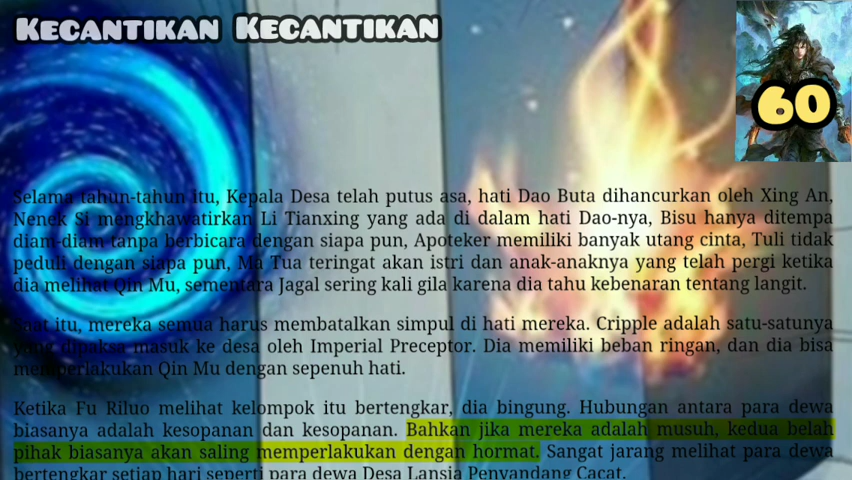 Kecantikan Kecantikan
60
Selama tahun-tahun itu, Kepala Desa telah putus asa, hati Dao Buta dihancurkan oleh Xing An,
Nenek Si mengkhawatirkan Li Tianxing yang ada di dalam hati Dao-nya, Bisu hanya ditempa
diam-diam tanpa berbicara dengan siapa pun, Apoteker memiliki banyak utang cinta, Tuli tidak
peduli dengan siapa pun, Ma Tua teringat akan istri dan anak-anaknya yang telah pergi ketika
dia melihat Qin Mu, sementara Jagal sering kali gila karena dia tahu kebenaran tentang langit.
Saat itu, mereka semua harus membatalkan simpul di hati mereka. Cripple adalah satu-satunya
yang dipaksa masuk ke desa oleh Imperial Preceptor. Dia memiliki beban ringan, dan dia bisa
memperlakukan Qin Mu dengan sepenuh hati.
Ketika Fu Riluo melihat kelompok itu bertengkar, dia bingung. Hubungan antara para dewa
biasanya adalah kesopanan dan kesopanan. Bahkan jika mereka adalah musuh, kedua belah
pihak biasanya akan saling memperlakukan dengan hormat. Sangat jarang melihat para dewa
bertengkar setiap hari seperti para dewa Desa Lansia Penyandang Cacat.